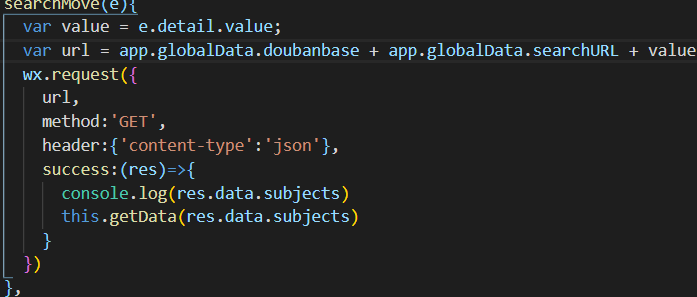 searchMove(e){
var value = e.detail.value;
var url = app.globalData.doubanbase + app.globalData.searchURL + value
wx.request({
url,
method:'GET',
header:{'content-type':'json'},
success:(res)=>{
console.log(res.data.subjects)
this.getData(res.data.subjects)
}
})
},